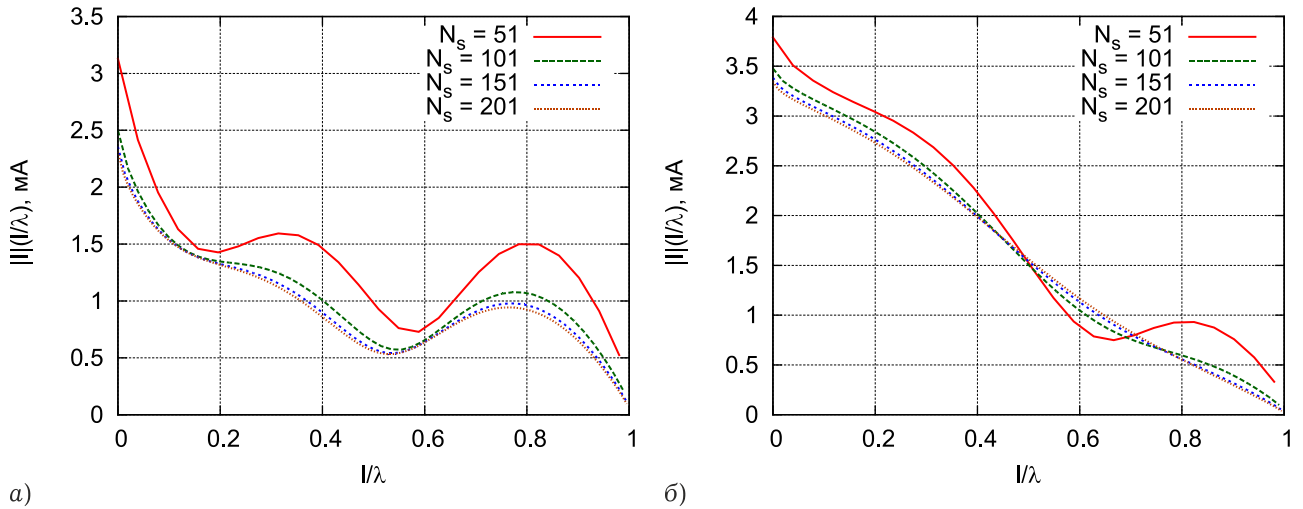 3.5
3
2.5
2
1.5
1
0.5
0
0 0.2 0.4 0.6 0.8 1
|I|(l/λ), мА
l/λ
N_s = 51
N_s = 101
N_s = 151
N_s = 201
а)
4
3.5
3
2.5
2
1.5
1
0.5
0
0 0.2 0.4 0.6 0.8 1
|I|(l/λ), мА
l/λ
N_s = 51
N_s = 101
N_s = 151
N_s = 201
б)